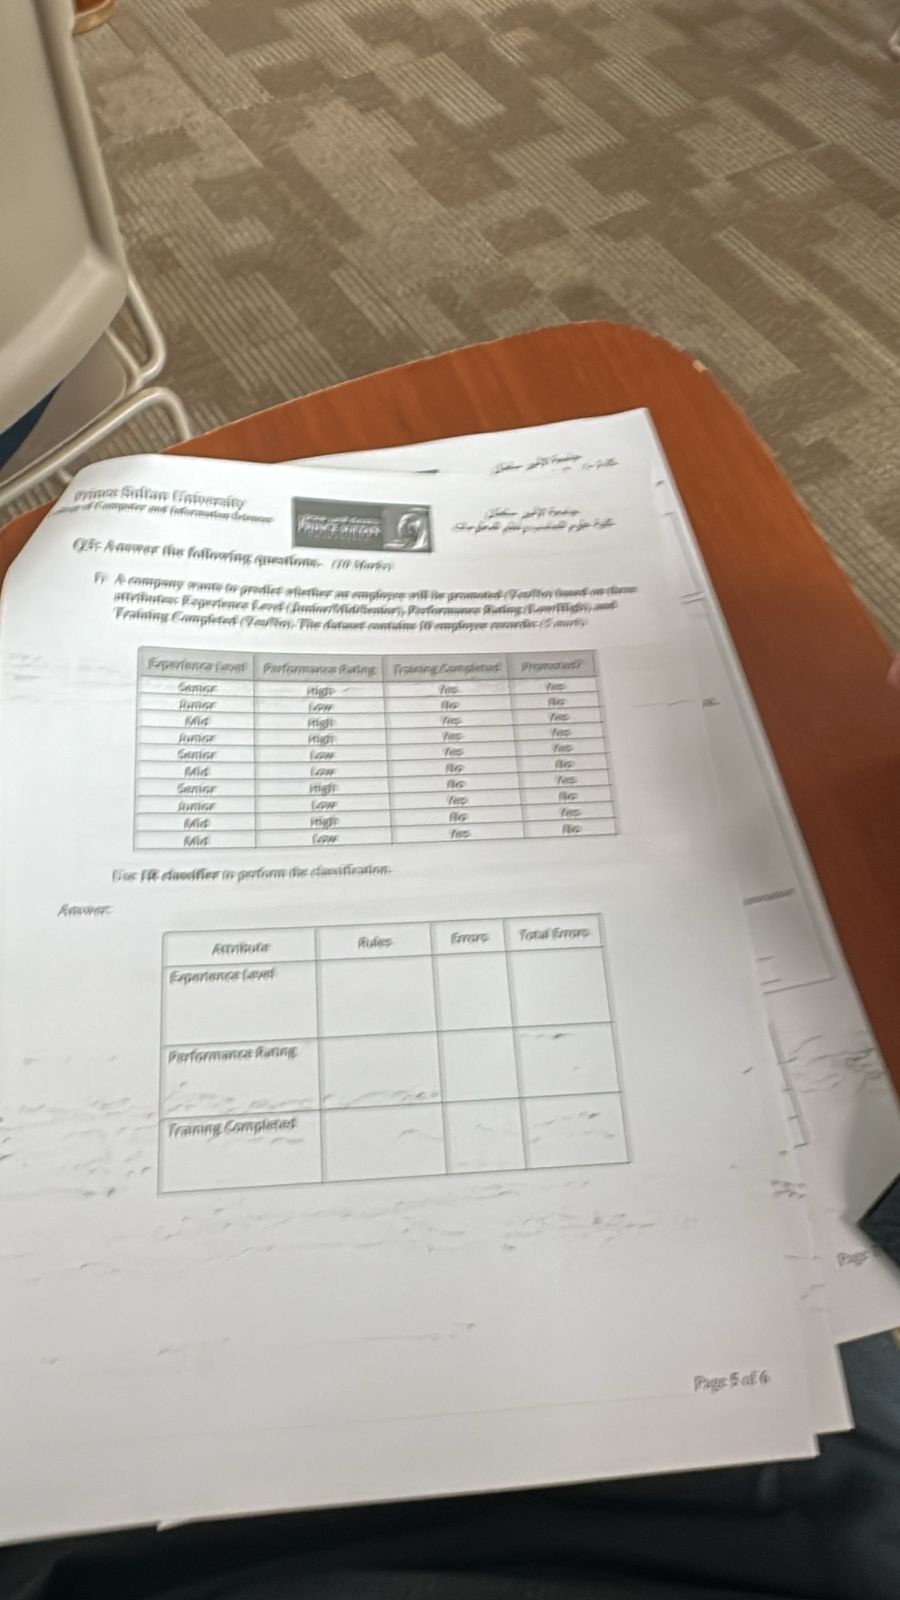 Prince Sultan University
College of Computer and Information Sciences
Q3: Answer the following questions. (10 Marks)
1) A company wants to predict whether an employee will be promoted (Yes/No) based on three
attributes: Experience Level (Junior/Mid/Senior), Performance Rating (Low/High), and
Training Completed (Yes/No). The dataset contains 10 employee records: (5 mark)
Experience Level Performance Rating Training Completed Promoted?
Senior High Yes Yes
Junior Low No No
Mid High Yes Yes
Junior High Yes Yes
Senior Low Yes Yes
Mid Low No No
Senior High No Yes
Junior Low Yes No
Mid High No Yes
Mid Low Yes No
Use 1R classifier to perform the classification.
Answer:
Attribute Rules Errors Total Errors
Experience Level
Performance Rating
Training Completed
Page 5 of 6
Page